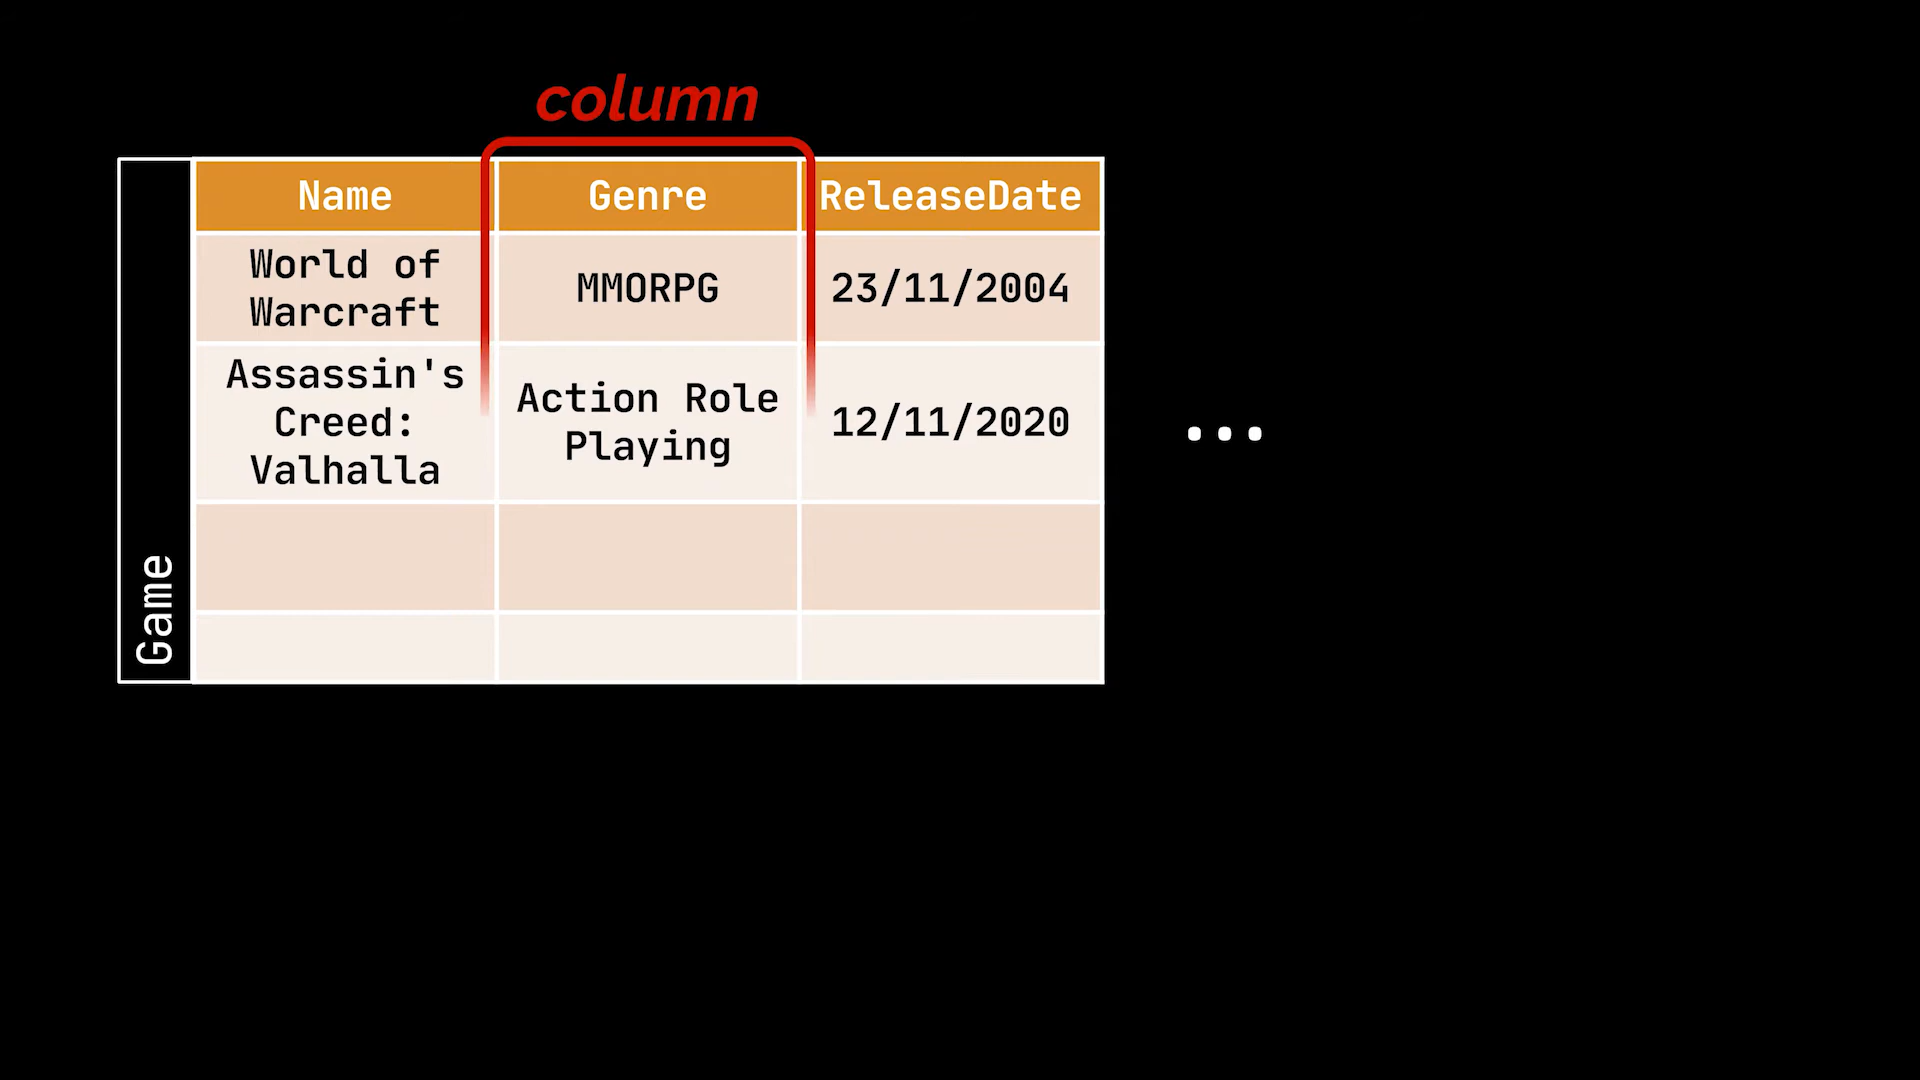 column
Name Genre ReleaseDate
World of
Warcraft
MMORPG
23/11/2004
Assassin's
Creed:
Valhalla
Action Role
Playing
12/11/2020
...
Game